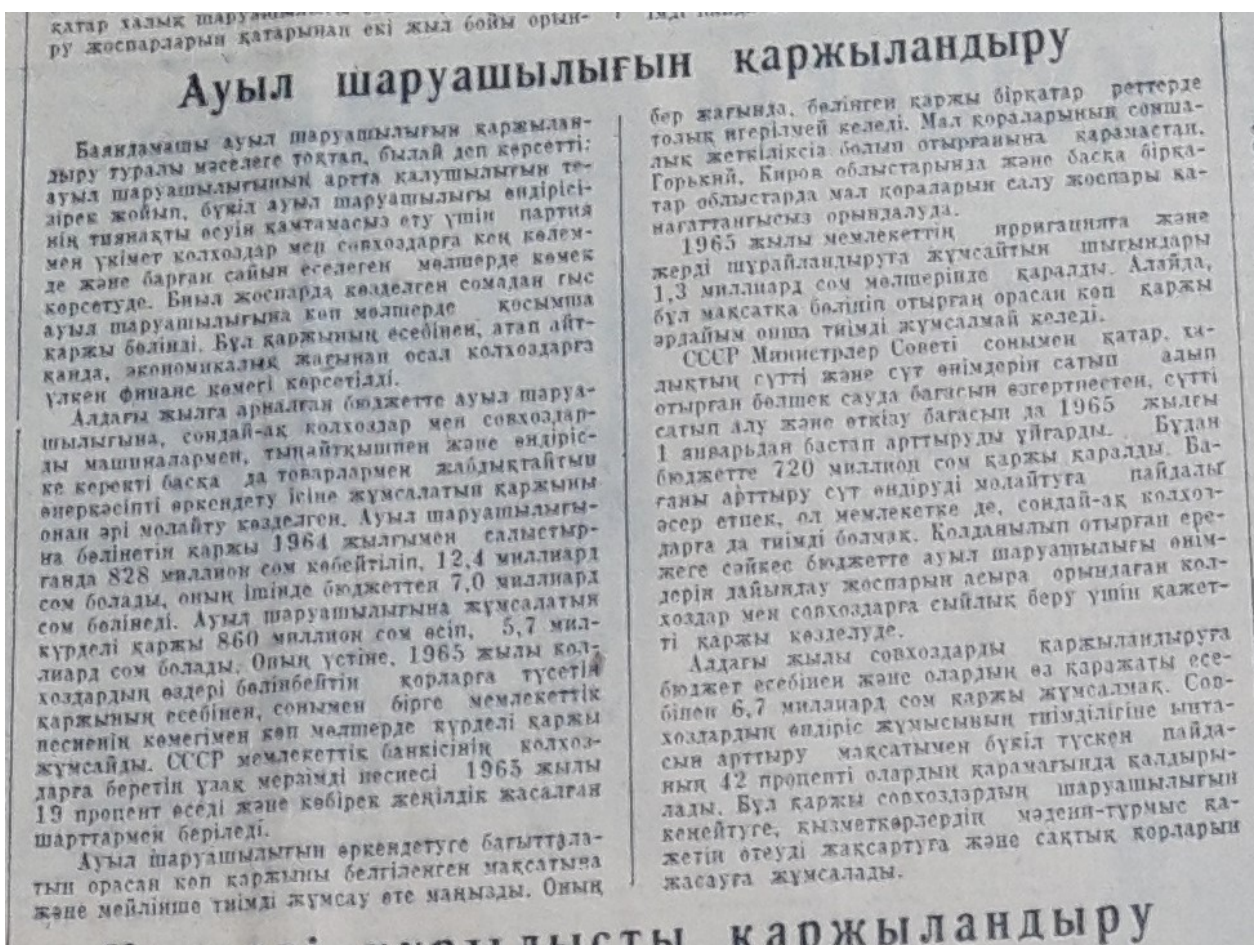 қатар халық
ру жоспарларын қатарынан екі жыл бойы орын-
Ауыл шаруашылығын қаржыландыру
Баяндамашы ауыл шаруашылығын қаржылан-
дыру туралы мәселеге тоқтап, былай деп көрсетті:
ауыл шаруашылығының артта қалушылығын те-
зірек жойып, бүкіл ауыл шаруашылығы өндірісі-
нің тиянақты өсуін қамтамасыз ету үшін партия
мен үкімет колхоздар мен совхоздарға кең көлем-
де және барған сайын еселеген мөлшерде көмек
көрсетуде. Биыл жоспарда көзделген сомадан тыс
ауыл шаруашылығына көп мөлшерде қосымша
қаржы бөлінді. Бұл қаржының есебінен, атап айт-
қанда, экономикалық жағынан осал колхоздарға
үлкен финанс көмегі көрсетілді.
Алдағы жылға арналған бюджетте ауыл шаруа-
шылығына, сондай-ақ колхоздар мен совхоздар-
ды машиналармен, тыңайтқышпен және өндіріс-
ке керекті басқа да товарлармен жабдықтайтын
өнеркәсіпті өркендету ісіне жұмсалатын қаржыны
онан әрі молайту көзделген. Ауыл шаруашылығы-
на бөлінетін қаржы 1964 жылғымен салыстыр-
ғанда 828 миллион сом көбейтіліп, 12,4 миллиард
сом болады, оның ішінде бюджеттен 7,0 миллиард
сом бөлінеді. Ауыл шаруашылығына жұмсалатын
күрделі қаржы 860 миллион сом өсіп, 5,7 мил-
лиард сом болады. Оның үстіне, 1965 жылы кол-
хоздардың өздері бөлінбейтін қорларға түсетін
қаржының есебінен, сонымен бірге мемлекеттік
несиенің көмегімен көп мөлшерде күрделі қаржы
жұмсайды. СССР мемлекеттік банкісінің колхоз-
дарға беретін ұзақ мерзімді несиесі 1965 жылы
19 процент өседі және көбірек жеңілдік жасалған
шарттармен беріледі.
Ауыл шаруашылығын өркендетуге бағыттала-
тын орасан көп қаржыны белгіленген мақсатына
және мейлінше тиімді жұмсау өте маңызды. Оның
бер жағында, бөлінген қаржы бірқатар реттерде
толық игерілмей келеді. Мал қораларының сонша-
лық жеткіліксіз болып отырғанына қарамастан,
Горький, Киров облыстарында және басқа бірқа-
тар облыстарда мал қораларын салу жоспары қа-
нағаттанғысыз орындалуда.
1965 жылы мемлекеттің ирригацияға және
жерді шұрайландыруға жұмсайтын шығындары
1,3 миллиард сом мөлшерінде қаралды. Алайда,
бұл мақсатқа бөлініп отырған орасан көп қаржы
әрдайым онша тиімді жұмсалмай келеді.
СССР Министрлер Советі сонымен қатар, ха-
лықтың сүтті және сүт өнімдерін сатып алып
отырған бөлшек сауда бағасын өзгертпестен, сүтті
сатып алу және өткізу бағасын да 1965 жылғы
1 январьдан бастап арттыруды ұйғарды. Бұдан
бюджетте 720 миллион сом қаржы қаралды. Ба-
ғаны арттыру сүт өндіруді молайтуға пайдалы
әсер етпек, ол мемлекетке де, сондай-ақ колхоз-
дарға да тиімді болмақ. Қолданылып отырған ере-
жеге сәйкес бюджетте ауыл шаруашылығы өнім-
дерін дайындау жоспарын асыра орындаған кол-
хоздар мен совхоздарға сыйлық беру үшін қажет-
ті қаржы көзделуде.
Алдағы жылы совхоздарды қаржыландыруға
бюджет есебінен және олардың өз қаражаты есе-
бінен 6,7 миллиард сом қаржы жұмсалмақ. Сов-
хоздардың өндіріс жұмысының тиімділігіне ынта-
сын арттыру мақсатымен бүкіл түскен пайда-
ның 42 проценті олардың қарамағында қалдыры-
лады. Бұл қаржы совхоздардың шаруашылығын
кеңейтуге, қызметкерлердің мәдени-тұрмыс қа-
жетін өтеуді жақсартуға және сақтық қорларын
жасауға жұмсалады.
қаржыландыру